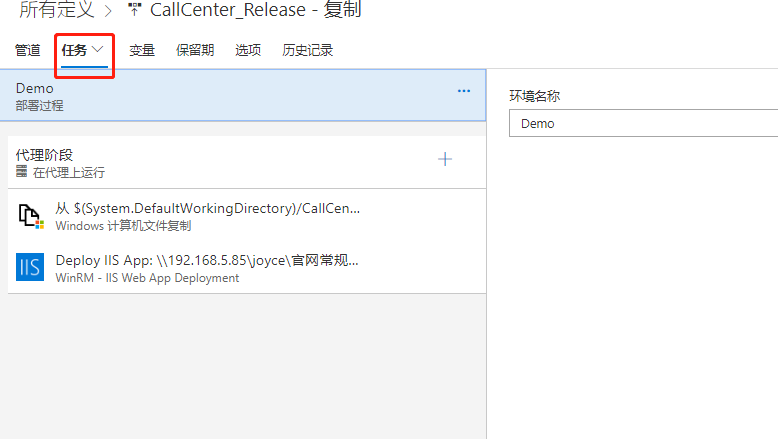 所有定义 > CallCenter_Release - 复制
管道 任务 变量 保留期 选项 历史记录
Demo
部署过程
...
环境名称
Demo
代理阶段
在代理上运行
从 $(System.DefaultWorkingDirectory)/CallCen...
Windows 计算机文件复制
IIS
Deploy IIS App: \\192.168.5.85\joyce\官网常规...
WinRM - IIS Web App Deployment